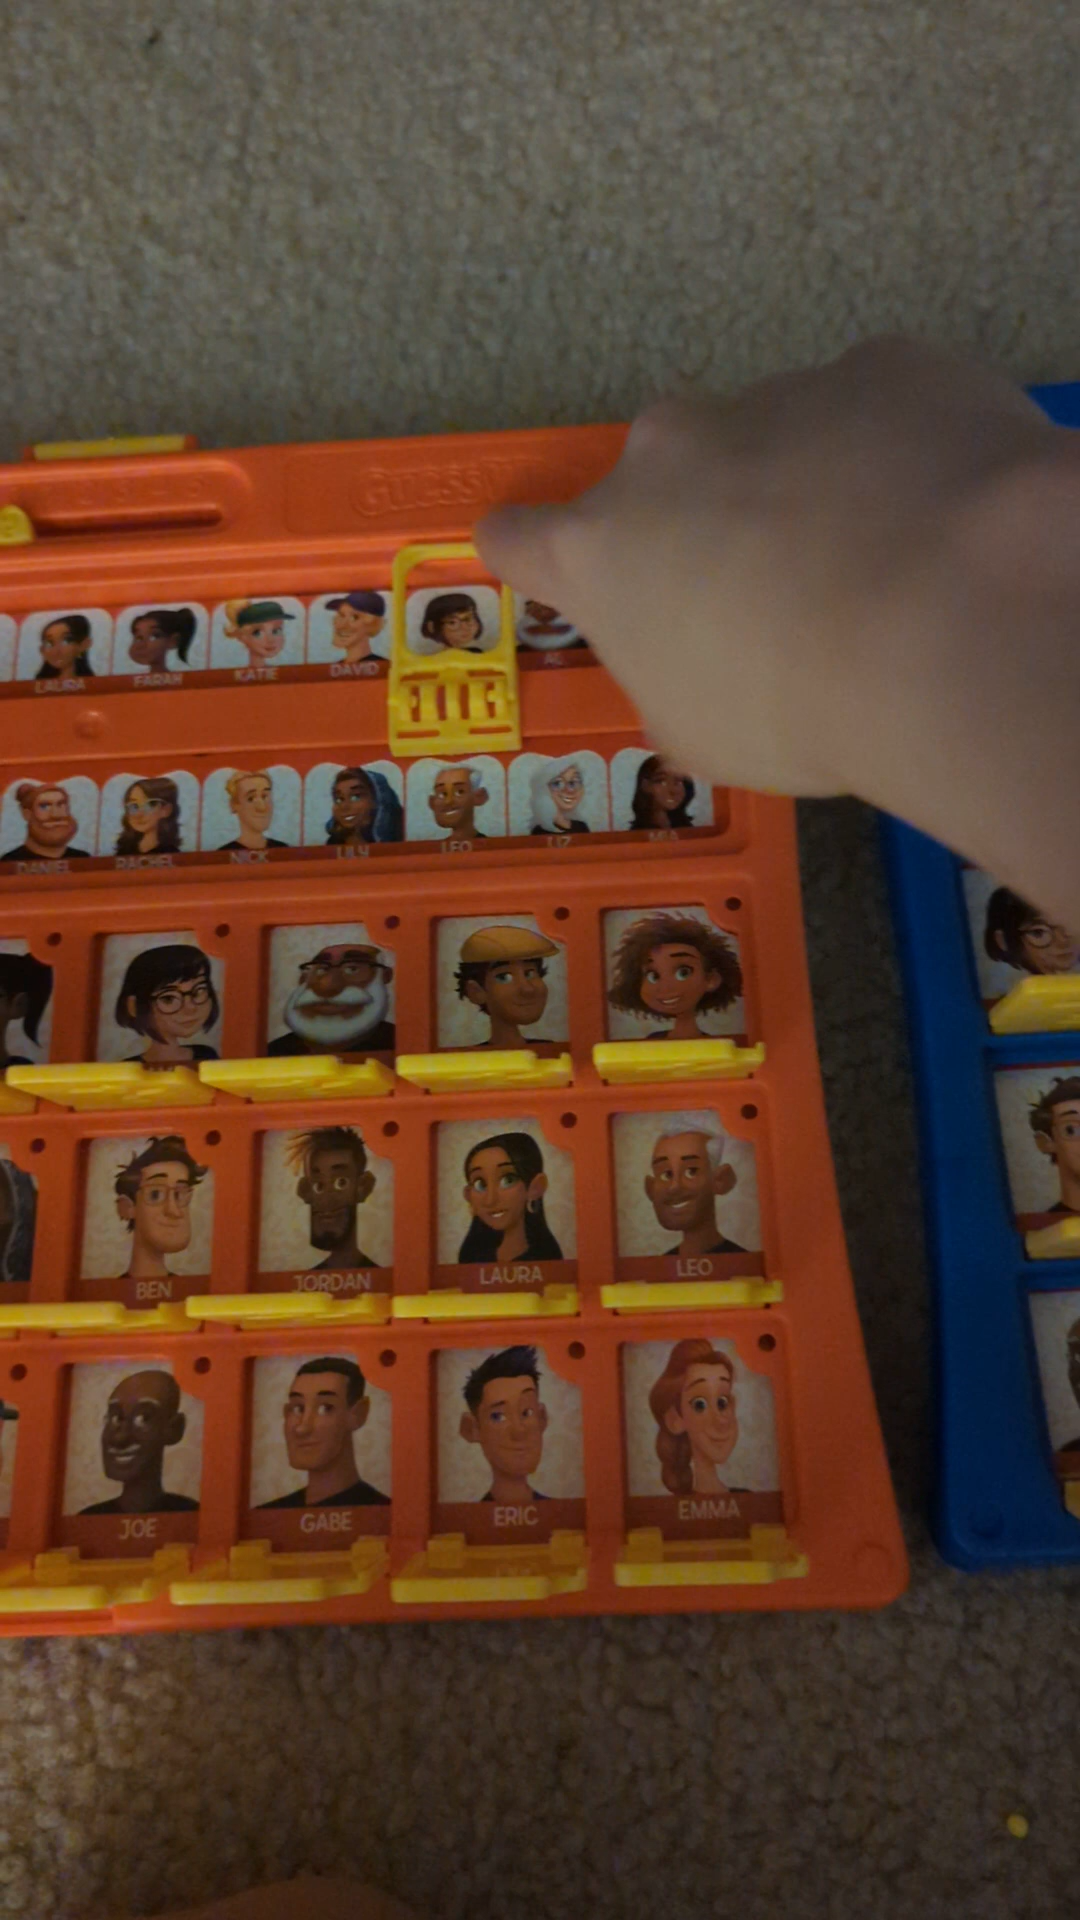 GUESS
LAURA FARAH KATIE DAVID AL
DANIEL RACHEL NICK LILY LEO LIZ
BEN JORDAN LAURA LEO
JOE GABE ERIC EMMA